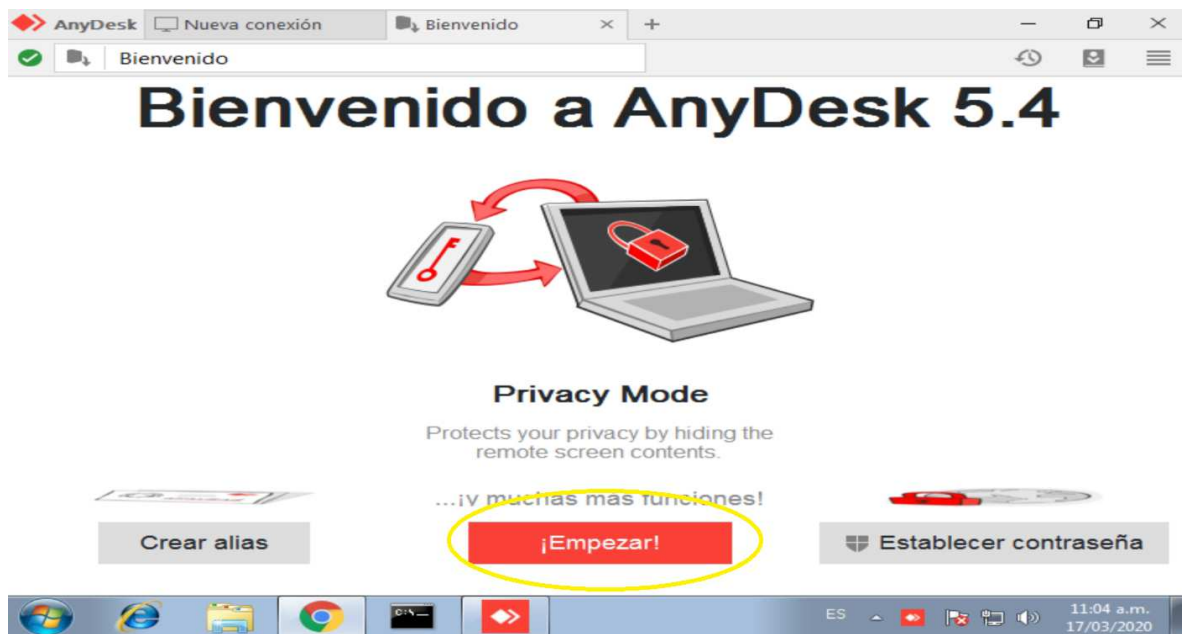 AnyDesk Nueva conexión Bienvenido
Bienvenido
Bienvenido a AnyDesk 5.4
Privacy Mode
Protects your privacy by hiding the
remote screen contents.
...¡y muchas mas funciones!
Crear alias
¡Empezar!
Establecer contraseña
C:\_
ES
11:04 a.m.
17/03/2020